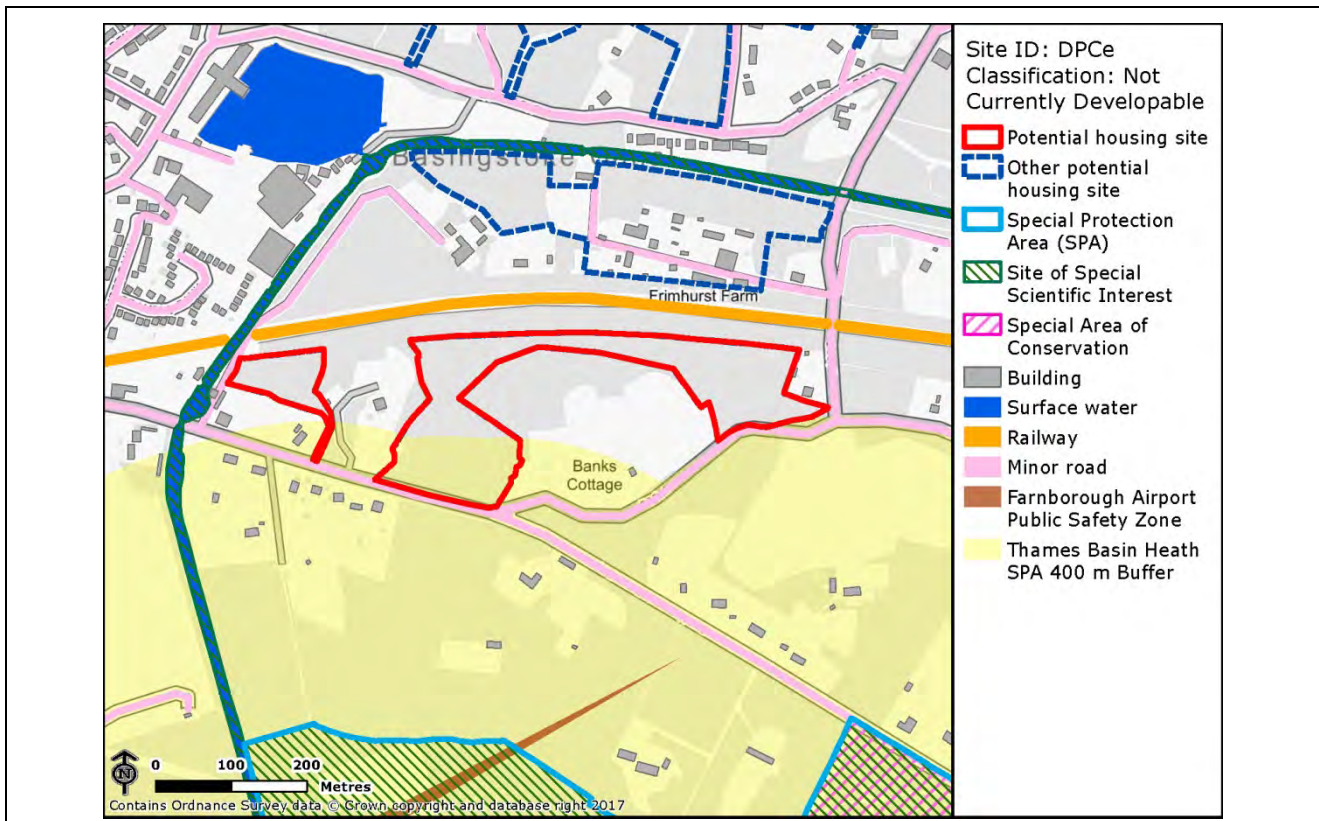 Site ID: DPCe
Classification: Not
Currently Developable
Potential housing site
Other potential
housing site
Special Protection
Area (SPA)
Site of Special
Scientific Interest
Special Area of
Conservation
Building
Surface water
Railway
Minor road
Farnborough Airport
Public Safety Zone
Thames Basin Heath
SPA 400 m Buffer
Basingstoke
Frimhurst Farm
Banks
Cottage
N
0 100 200
Metres
Contains Ordnance Survey data © Crown copyright and database right 2017